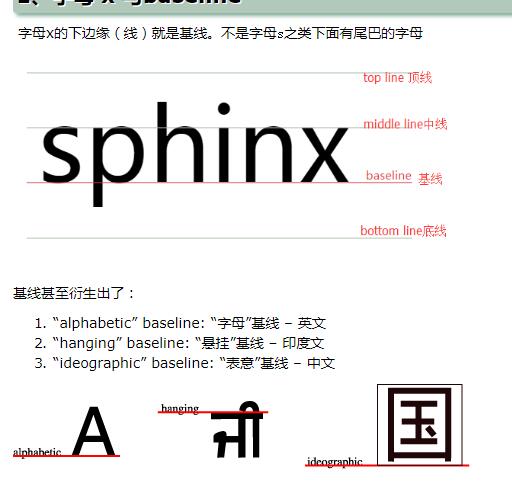 字母x的下边缘（线）就是基线。不是字母s之类下面有尾巴的字母
top line 顶线
sphinx
middle line中线
baseline 基线
bottom line底线
基线甚至衍生出了：
1. “alphabetic” baseline: “字母”基线 – 英文
2. “hanging” baseline: “悬挂”基线 – 印度文
3. “ideographic” baseline: “表意”基线 – 中文
hanging
alphabetic A
ideographic 国